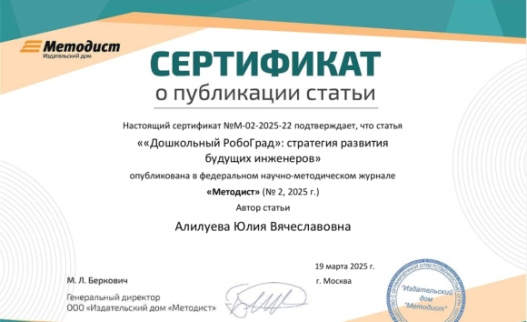 Методист
Издательский дом
СЕРТИФИКАТ
о публикации статьи
Настоящий сертификат №М-02-2025-22 подтверждает, что статья
««Дошкольный РобоГрад»: стратегия развития
будущих инженеров»
опубликована в федеральном научно-методическом журнале
«Методист» (№ 2, 2025 г.)
Автор статьи
Алилуева Юлия Вячеславовна
19 марта 2025 г.
г. Москва
М. Л. Беркович
Генеральный директор
ООО «Издательский дом «Методист»
"Издательский
дом
"Методист"